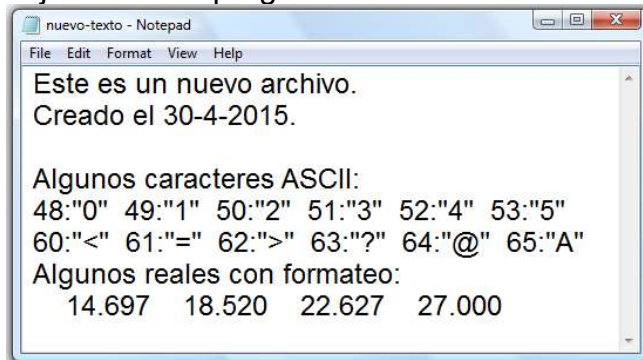 nuevo-texto - Notepad
File Edit Format View Help
Este es un nuevo archivo.
Creado el 30-4-2015.
Algunos caracteres ASCII:
48:"0" 49:"1" 50:"2" 51:"3" 52:"4" 53:"5"
60:"<" 61:"=" 62:">" 63:"?" 64:"@" 65:"A"
Algunos reales con formateo:
14.697 18.520 22.627 27.000